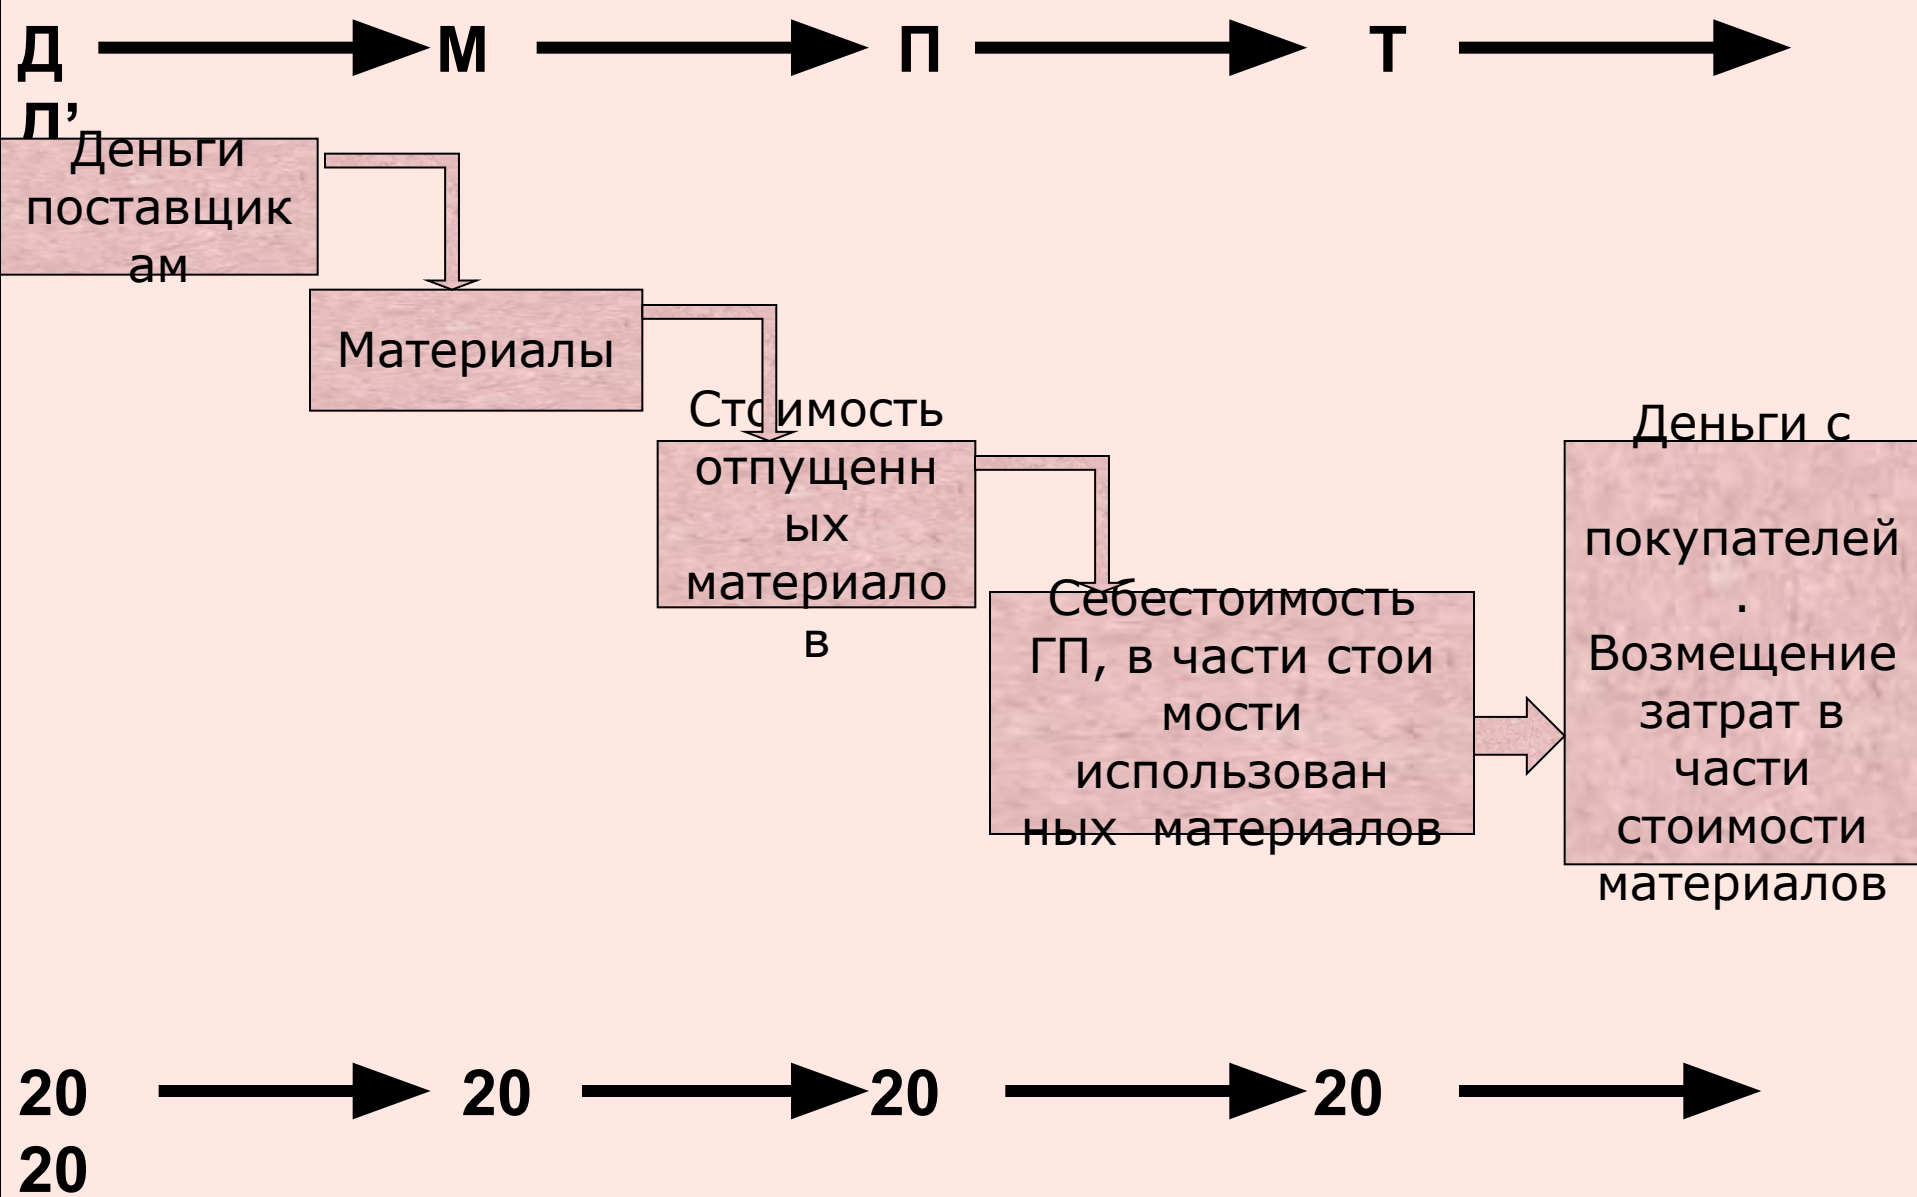 Д М П Т
Д’
Деньги
поставщик
ам
Материалы
Стоимость
отпущенн
ых
материало
в
Себестоимость
ГП, в части стои
мости
использован
ных материалов
Деньги с
покупателей
.
Возмещение
затрат в
части
стоимости
материалов
20 20 20 20
20